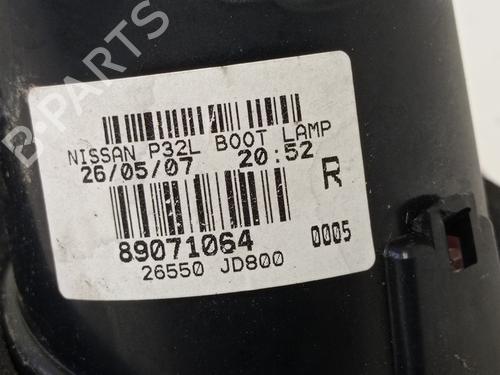 B-PARTS
NISSAN P32L BOOT LAMP
26/05/07 20:52
R
89071064 0005
26550 JD800